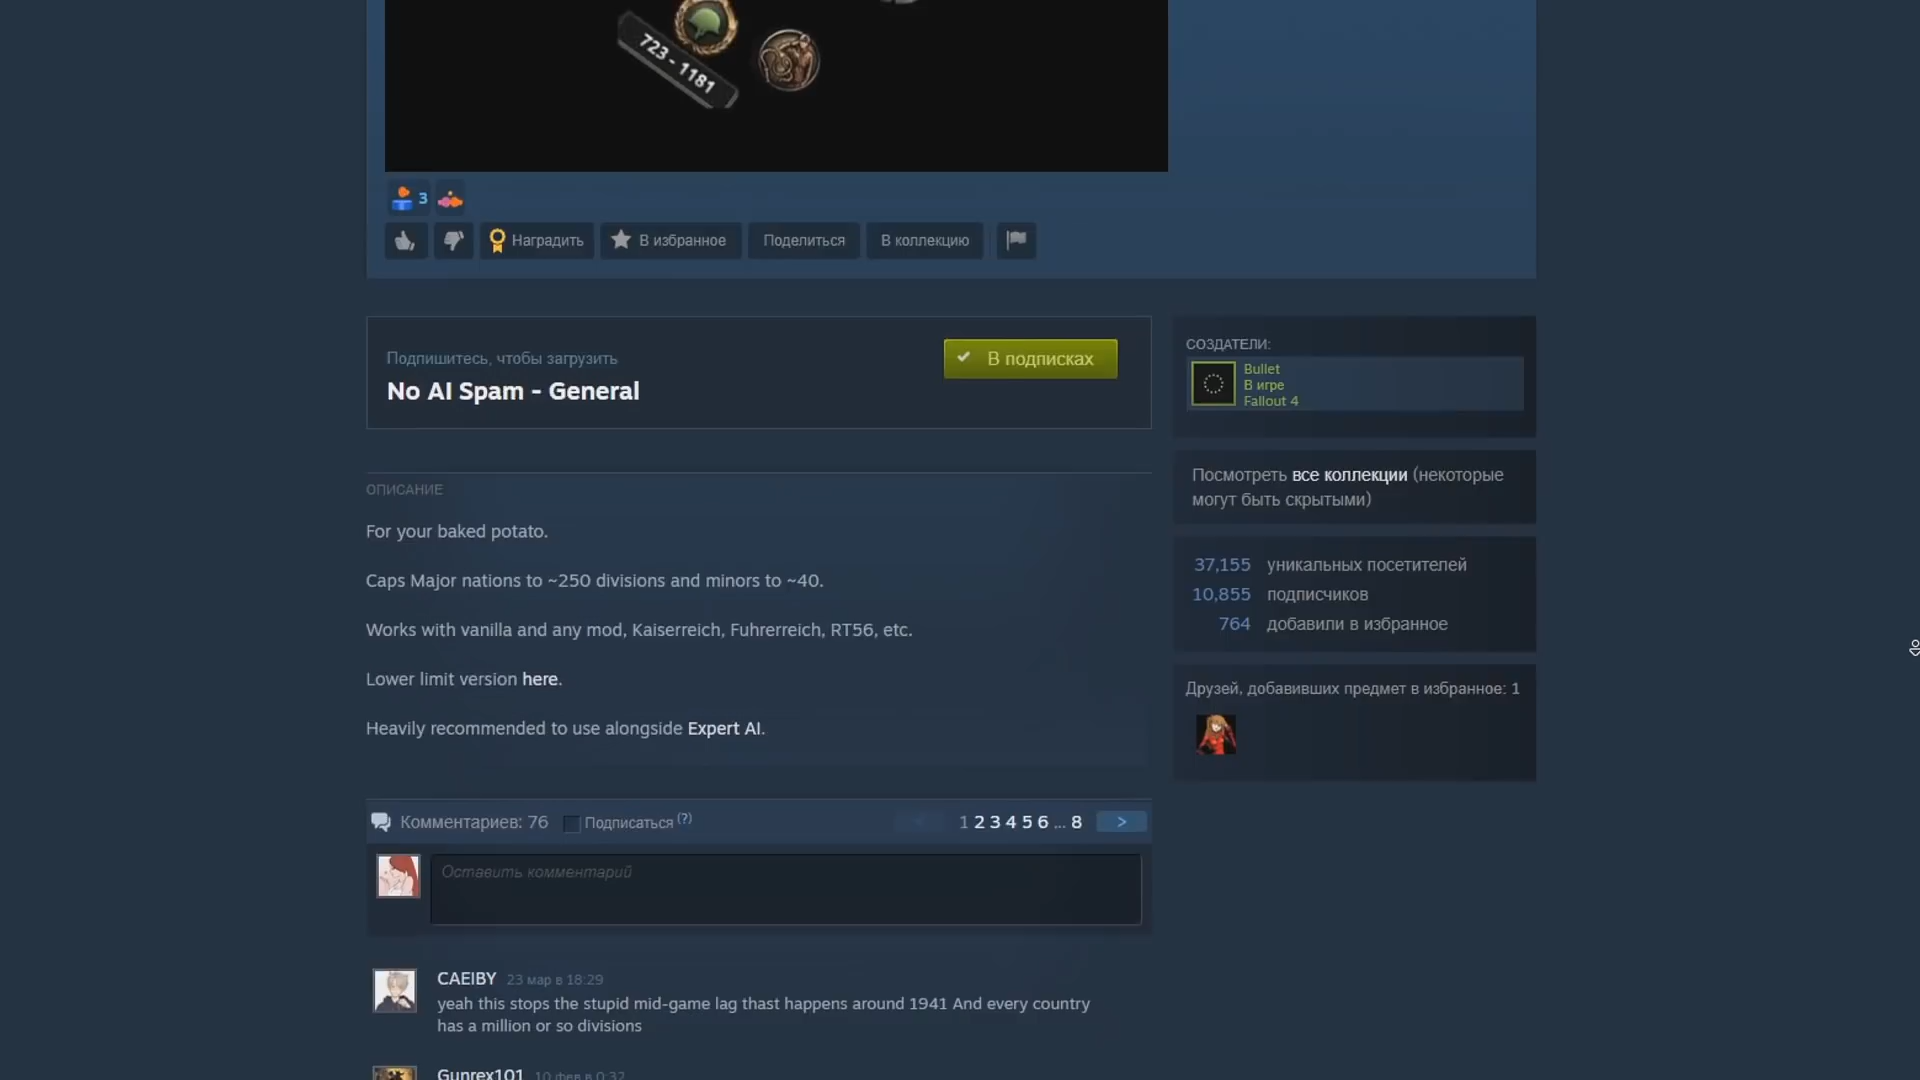 723 - 1181
3
Наградить
В избранное
Поделиться
В коллекцию
Подпишитесь, чтобы загрузить
No AI Spam - General
В подписках
СОЗДАТЕЛИ:
Bullet
В игре
Fallout 4
Посмотреть все коллекции (некоторые
могут быть скрытыми)
37,155 уникальных посетителей
10,855 подписчиков
764 добавили в избранное
Друзей, добавивших предмет в избранное: 1
ОПИСАНИЕ
For your baked potato.
Caps Major nations to ~250 divisions and minors to ~40.
Works with vanilla and any mod, Kaiserreich, Fuhrerreich, RT56, etc.
Lower limit version here.
Heavily recommended to use alongside Expert AI.
Комментариев: 76 Подписаться (?)
< 1 2 3 4 5 6 ... 8 >
Оставить комментарий
CAEIBY 23 мар в 18:29
yeah this stops the stupid mid-game lag thast happens around 1941 And every country
has a million or so divisions
Gunrex101 10 фев в 0:32